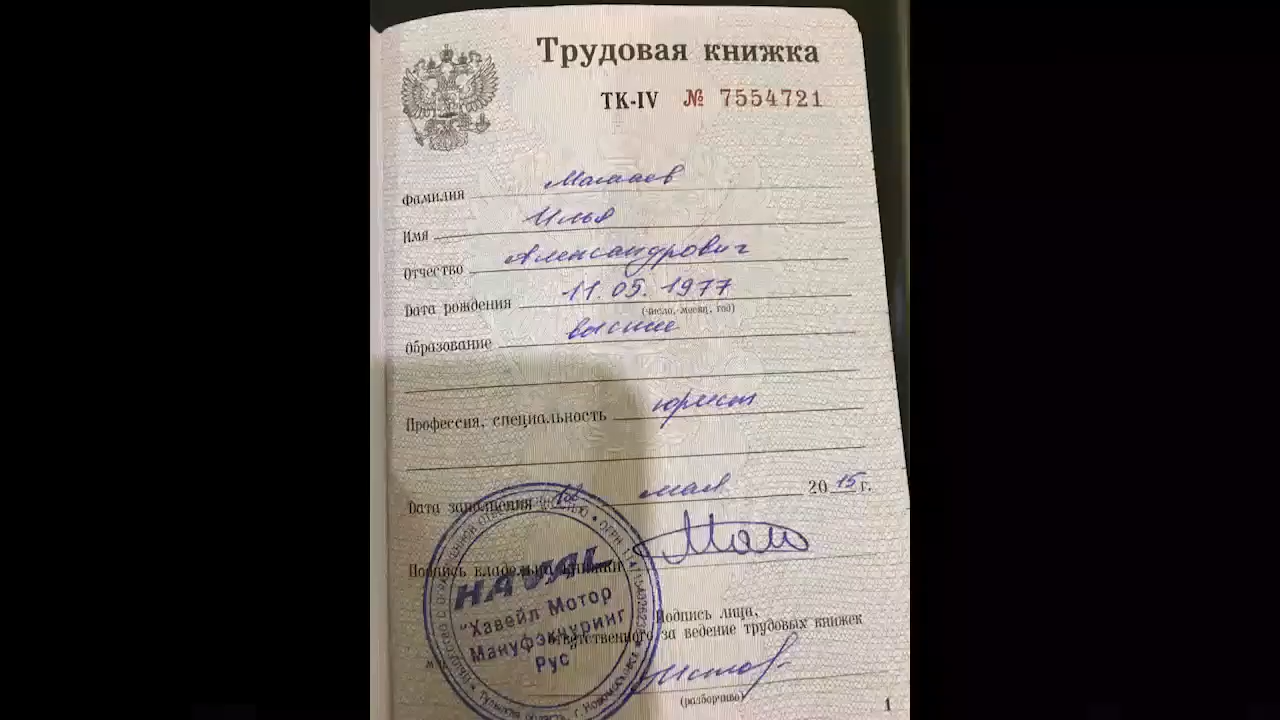 Трудовая книжка
ТК-IV № 7554721
Фамилия
Имя Илья
Отчество Александрович
Дата рождения 11.05.1977
(число, месяц, год)
Образование высшее
Профессия, специальность юрист
Дата заполнения 12 мая 2015 г.
Подпись владельца книжки
HAVAL
"Хавейл Мотор
Мануфэкчуринг
Рус"
Подпись лица,
ответственного за ведение трудовых книжек
(разборчиво)
1